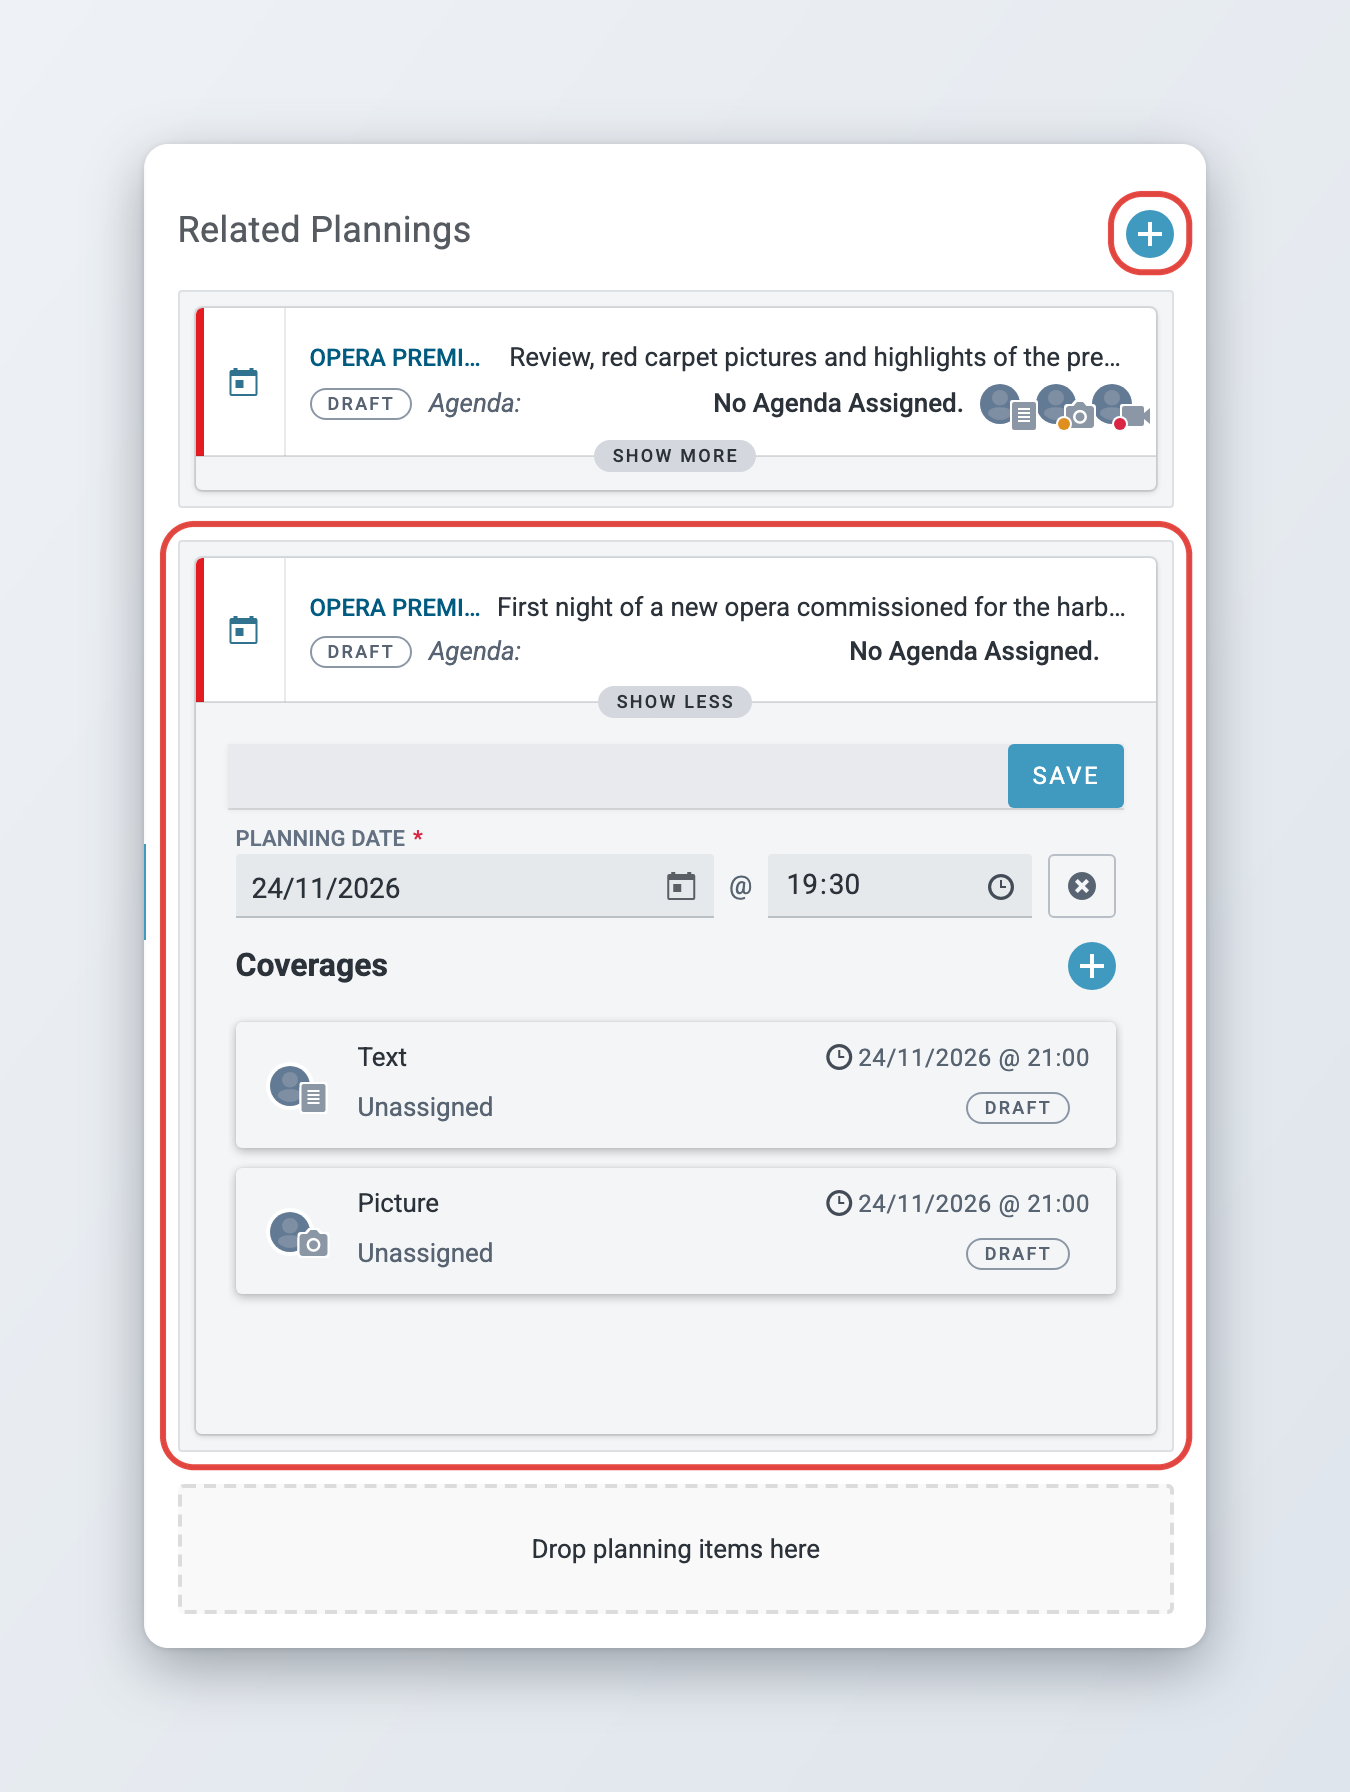 Related Plannings
OPERA PREMI... Review, red carpet pictures and highlights of the pre...
DRAFT Agenda: No Agenda Assigned.
SHOW MORE
OPERA PREMI... First night of a new opera commissioned for the harb...
DRAFT Agenda: No Agenda Assigned.
SHOW LESS
SAVE
PLANNING DATE *
24/11/2026 @ 19:30
Coverages
Text 24/11/2026 @ 21:00
Unassigned DRAFT
Picture 24/11/2026 @ 21:00
Unassigned DRAFT
Drop planning items here